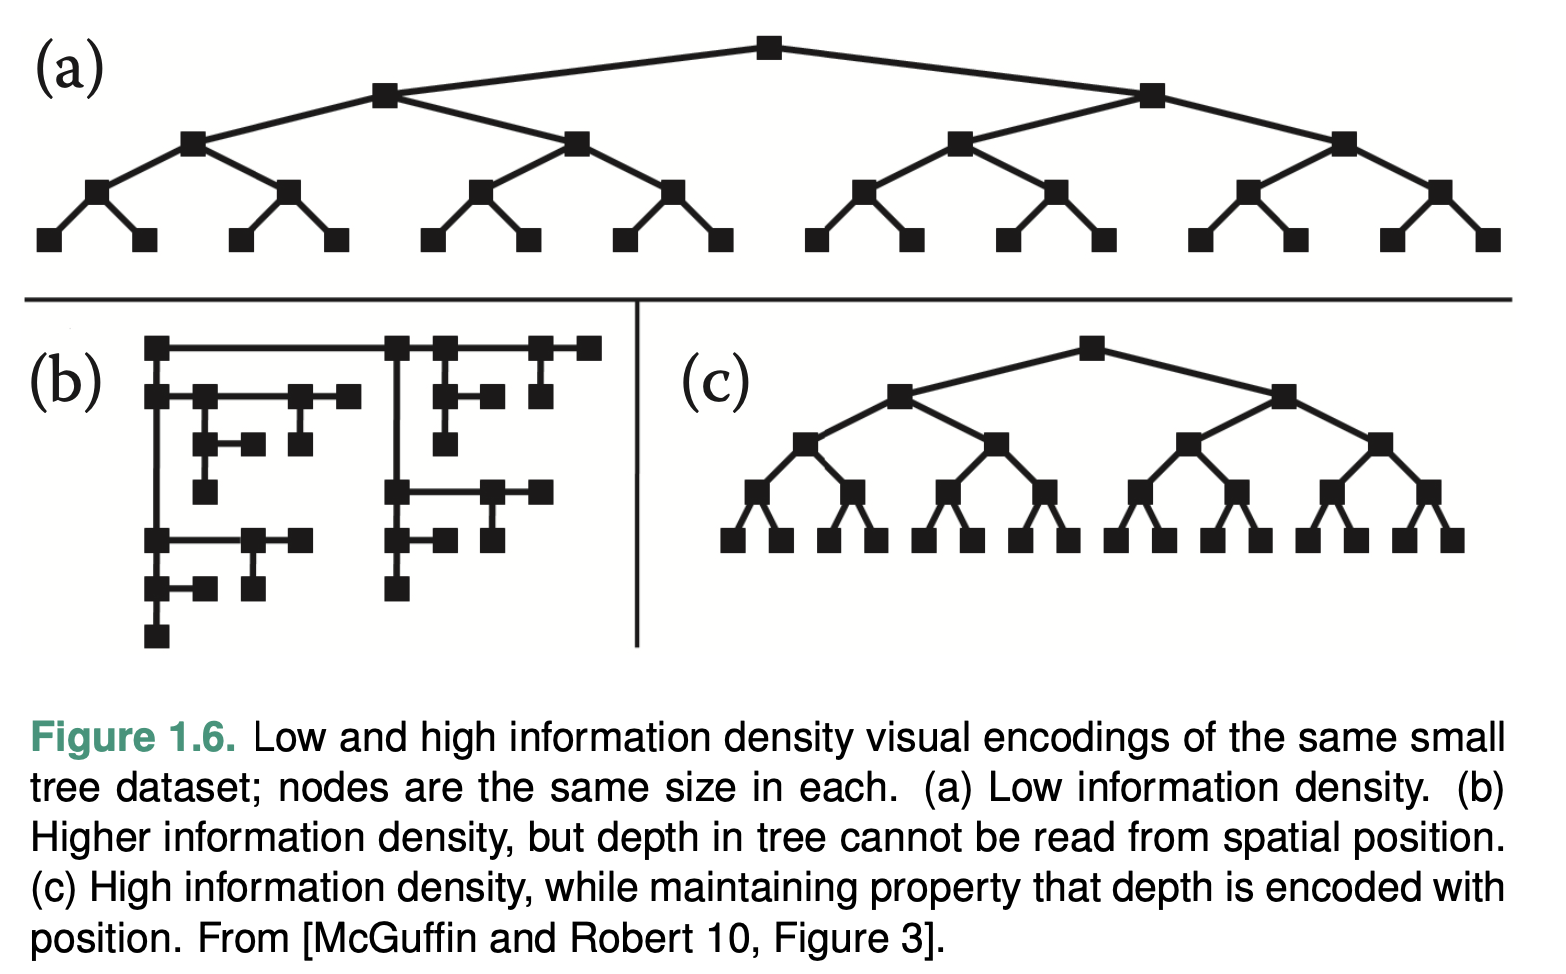 (a)
(b)
(c)
Figure 1.6. Low and high information density visual encodings of the same small
tree dataset; nodes are the same size in each. (a) Low information density. (b)
Higher information density, but depth in tree cannot be read from spatial position.
(c) High information density, while maintaining property that depth is encoded with
position. From [McGuffin and Robert 10, Figure 3].